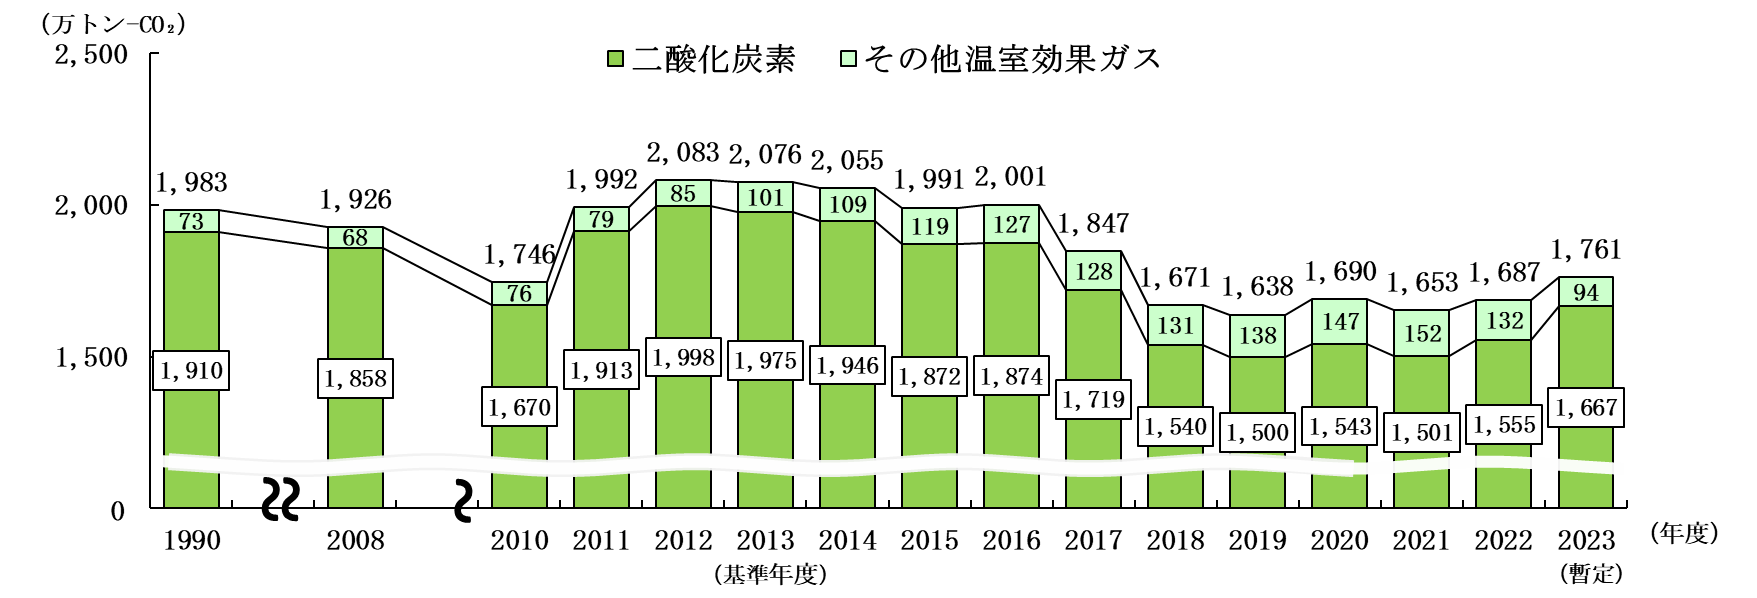 (万トン-CO₂)
2,500
2,000
1,500
0
二酸化炭素 その他温室効果ガス
1,983 1,926 1,746 1,992 2,083 2,076 2,055 1,991 2,001 1,847 1,671 1,638 1,690 1,653 1,687 1,761
73 68 76 79 85 101 109 119 127 128 131 138 147 152 132 94
1,910 1,858 1,670 1,913 1,998 1,975 1,946 1,872 1,874 1,719 1,540 1,500 1,543 1,501 1,555 1,667
1990 2008 2010 2011 2012 2013 2014 2015 2016 2017 2018 2019 2020 2021 2022 2023 (年度)
(基準年度) (暫定)